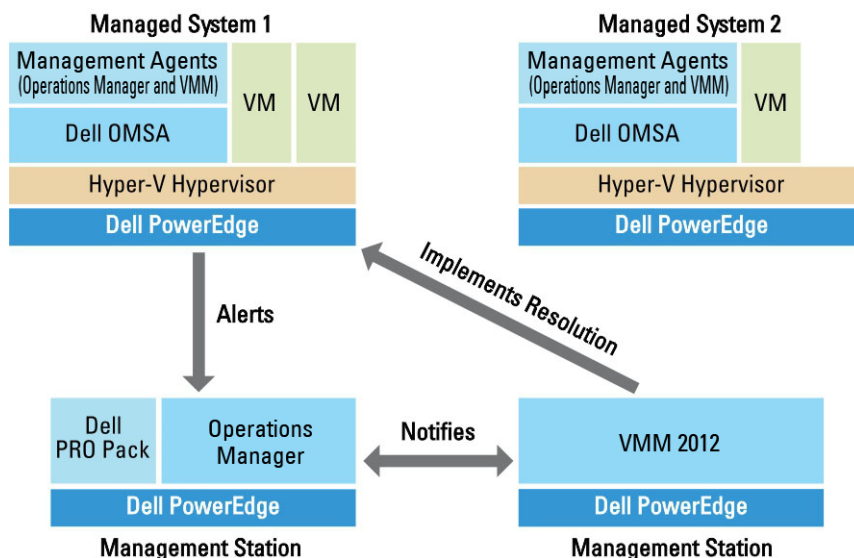 Managed System 1
Management Agents
(Operations Manager and VMM)
Dell OMSA
VM
VM
Hyper-V Hypervisor
Dell PowerEdge
Managed System 2
Management Agents
(Operations Manager and VMM)
Dell OMSA
VM
Hyper-V Hypervisor
Dell PowerEdge
Alerts
Implements Resolution
Dell
PRO Pack
Operations
Manager
Dell PowerEdge
Management Station
Notifies
VMM 2012
Dell PowerEdge
Management Station